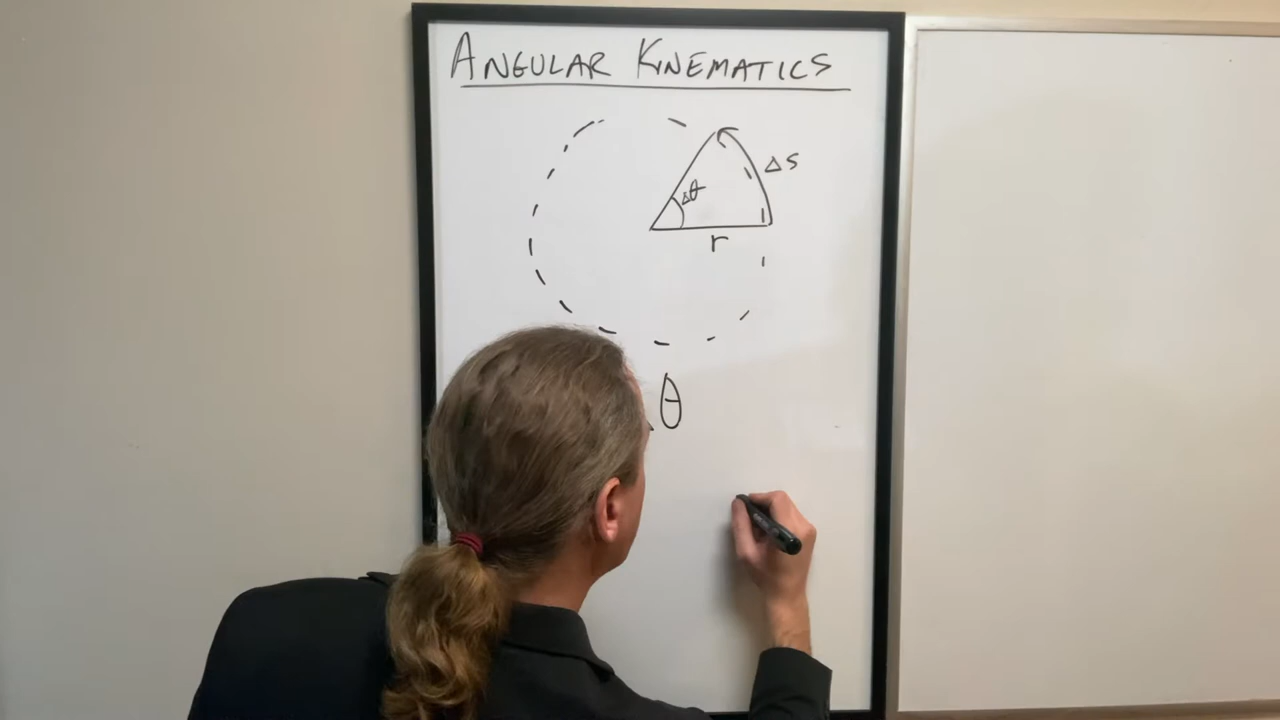 ANGULAR KINEMATICS
Δs
Δθ
r
θ